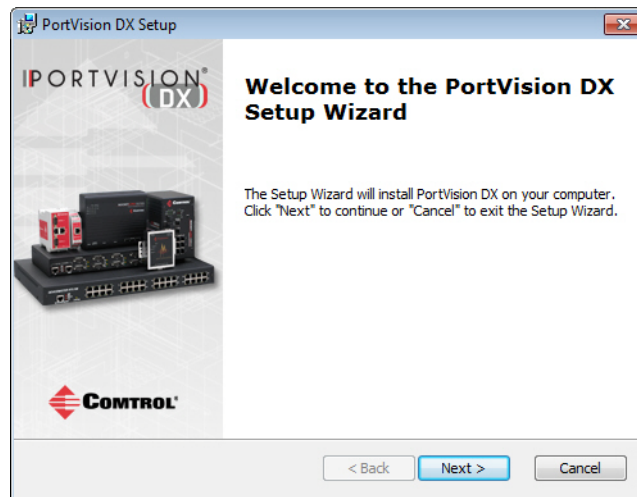 PortVision DX Setup
PORTVISION®
(DX)
Welcome to the PortVision DX
Setup Wizard
The Setup Wizard will install PortVision DX on your computer.
Click "Next" to continue or "Cancel" to exit the Setup Wizard.
COMTROL®
< Back
Next >
Cancel